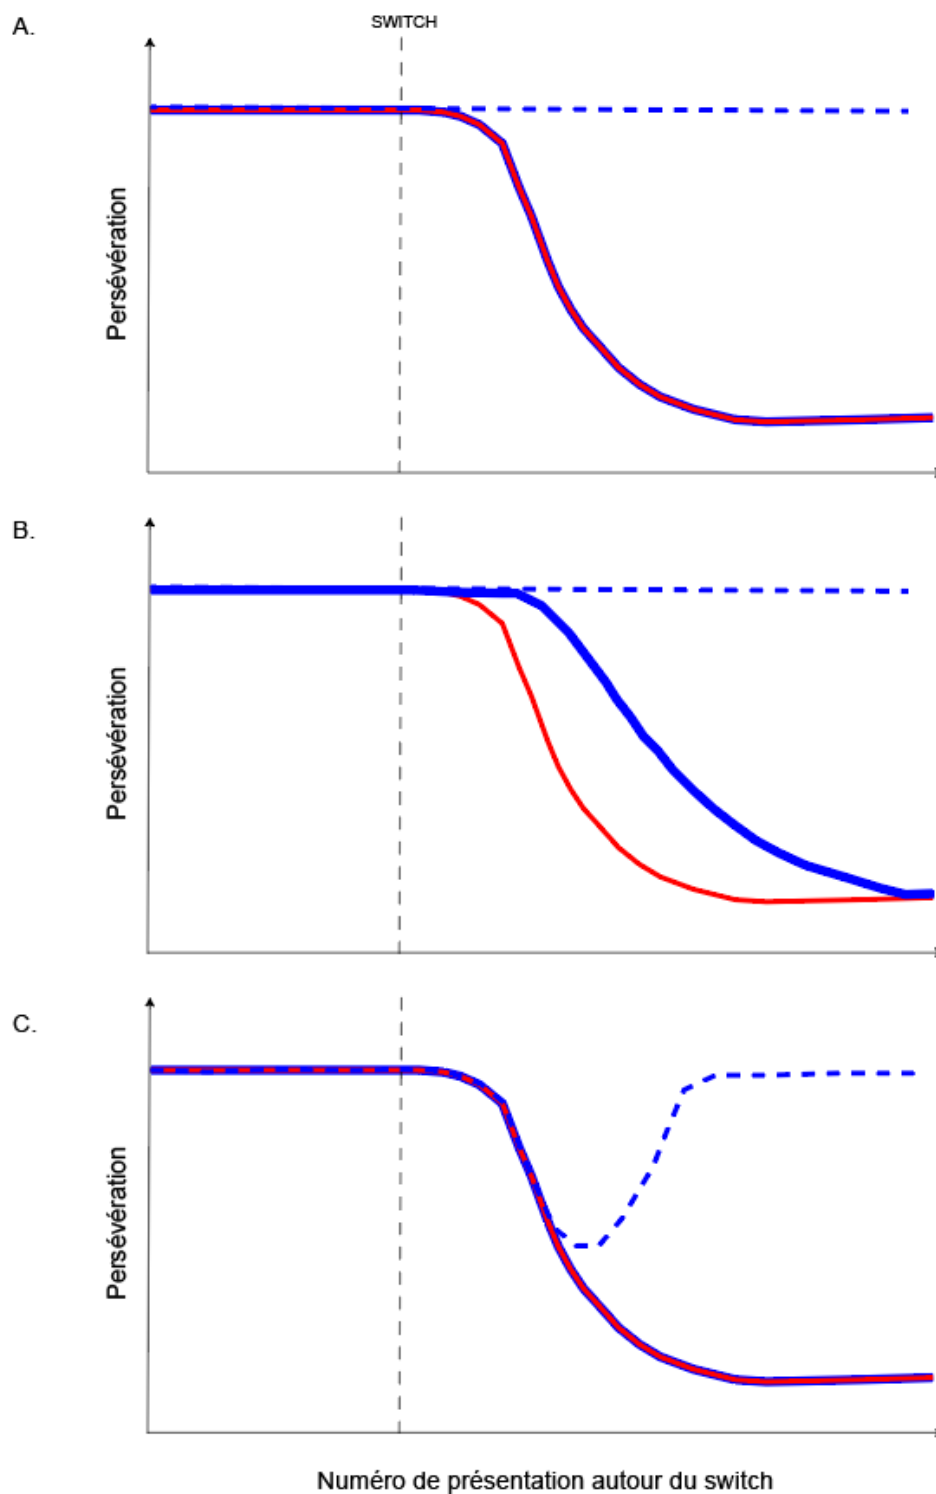 A.
SWITCH
Persévération
B.
Persévération
C.
Persévération
Numéro de présentation autour du switch